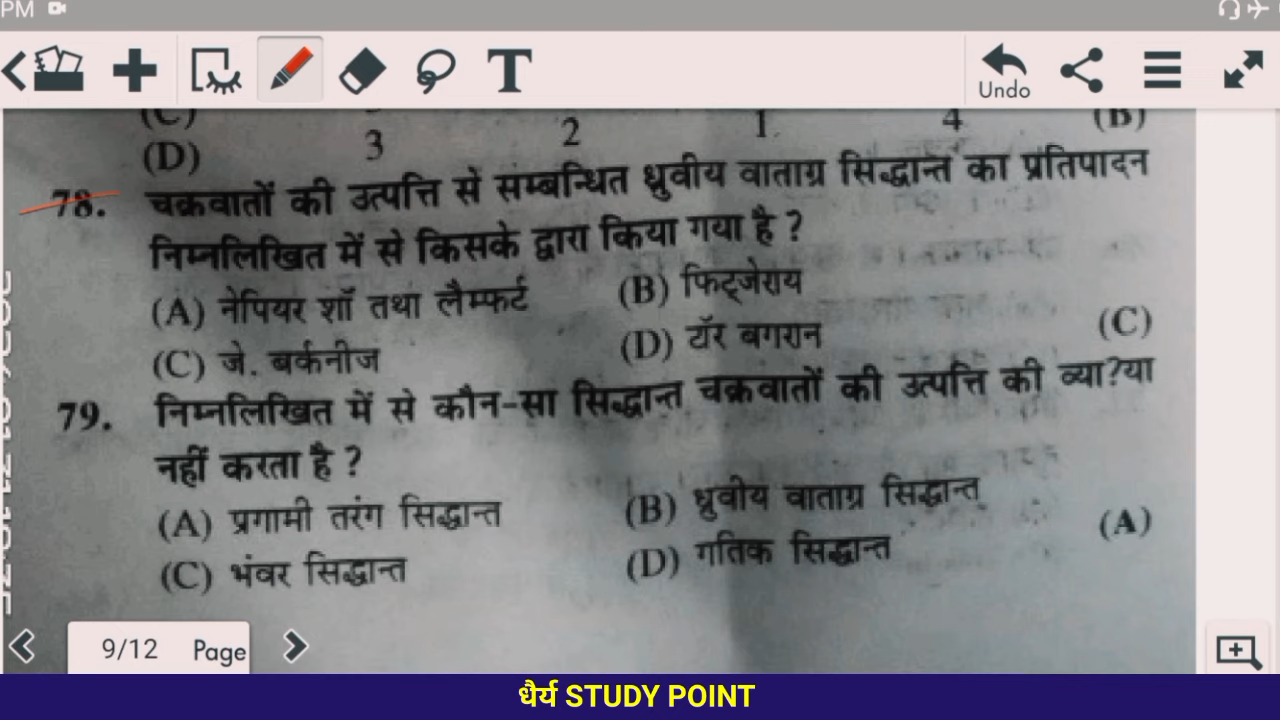 PM
Undo
(C)
(D) 3 2 1 4 (B)
78. चक्रवातों की उत्पत्ति से सम्बन्धित ध्रुवीय वाताग्र सिद्धान्त का प्रतिपादन
निम्नलिखित में से किसके द्वारा किया गया है ?
(A) नेपियर शॉ तथा लैम्फर्ट (B) फिट्जेराय
(C) जे. बर्कनीज (D) टॉर बगरान (C)
79. निम्नलिखित में से कौन-सा सिद्धान्त चक्रवातों की उत्पत्ति की व्या?या
नहीं करता है ?
(A) प्रगामी तरंग सिद्धान्त (B) ध्रुवीय वाताग्र सिद्धान्त
(C) भंवर सिद्धान्त (D) गतिक सिद्धान्त (A)
9/12 Page
धैर्य STUDY POINT